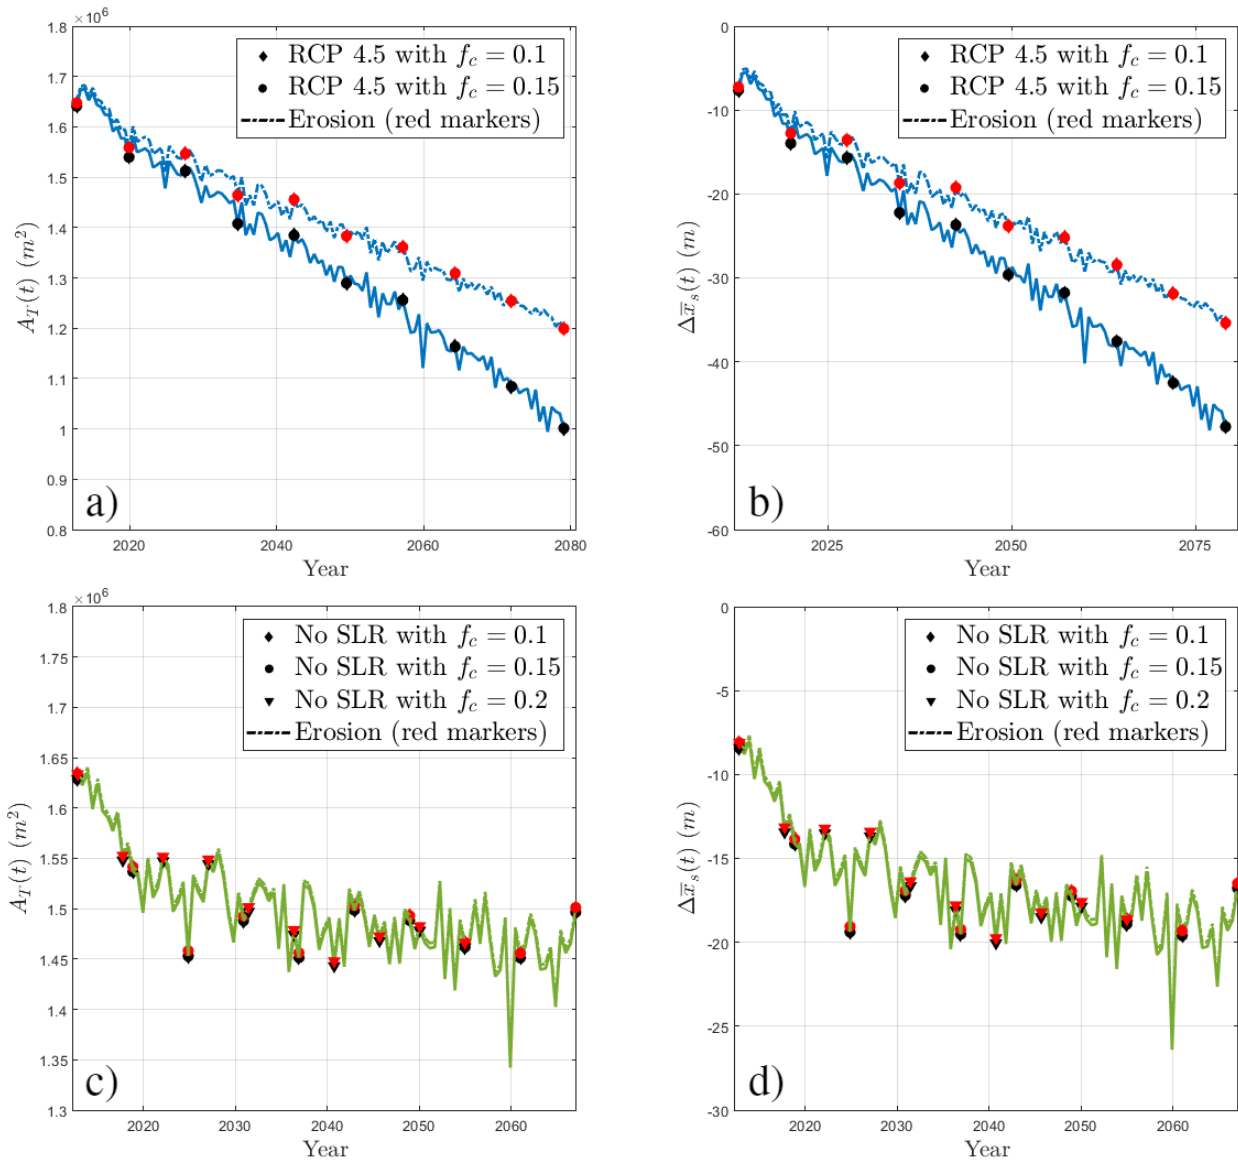 ×10⁶
1.8
1.7
1.6
1.5
1.4
1.3
1.2
1.1
1
0.9
0.8
A_T(t) (m²)
RCP 4.5 with f_c = 0.1
RCP 4.5 with f_c = 0.15
Erosion (red markers)
a)
2020
2040
2060
2080
Year
0
-10
-20
-30
-40
-50
-60
Δx̅_s(t) (m)
RCP 4.5 with f_c = 0.1
RCP 4.5 with f_c = 0.15
Erosion (red markers)
b)
2025
2050
2075
Year
×10⁶
1.8
1.75
1.7
1.65
1.6
1.55
1.5
1.45
1.4
1.35
1.3
A_T(t) (m²)
No SLR with f_c = 0.1
No SLR with f_c = 0.15
No SLR with f_c = 0.2
Erosion (red markers)
c)
2020
2030
2040
2050
2060
Year
0
-5
-10
-15
-20
-25
-30
Δx̅_s(t) (m)
No SLR with f_c = 0.1
No SLR with f_c = 0.15
No SLR with f_c = 0.2
Erosion (red markers)
d)
2020
2030
2040
2050
2060
Year